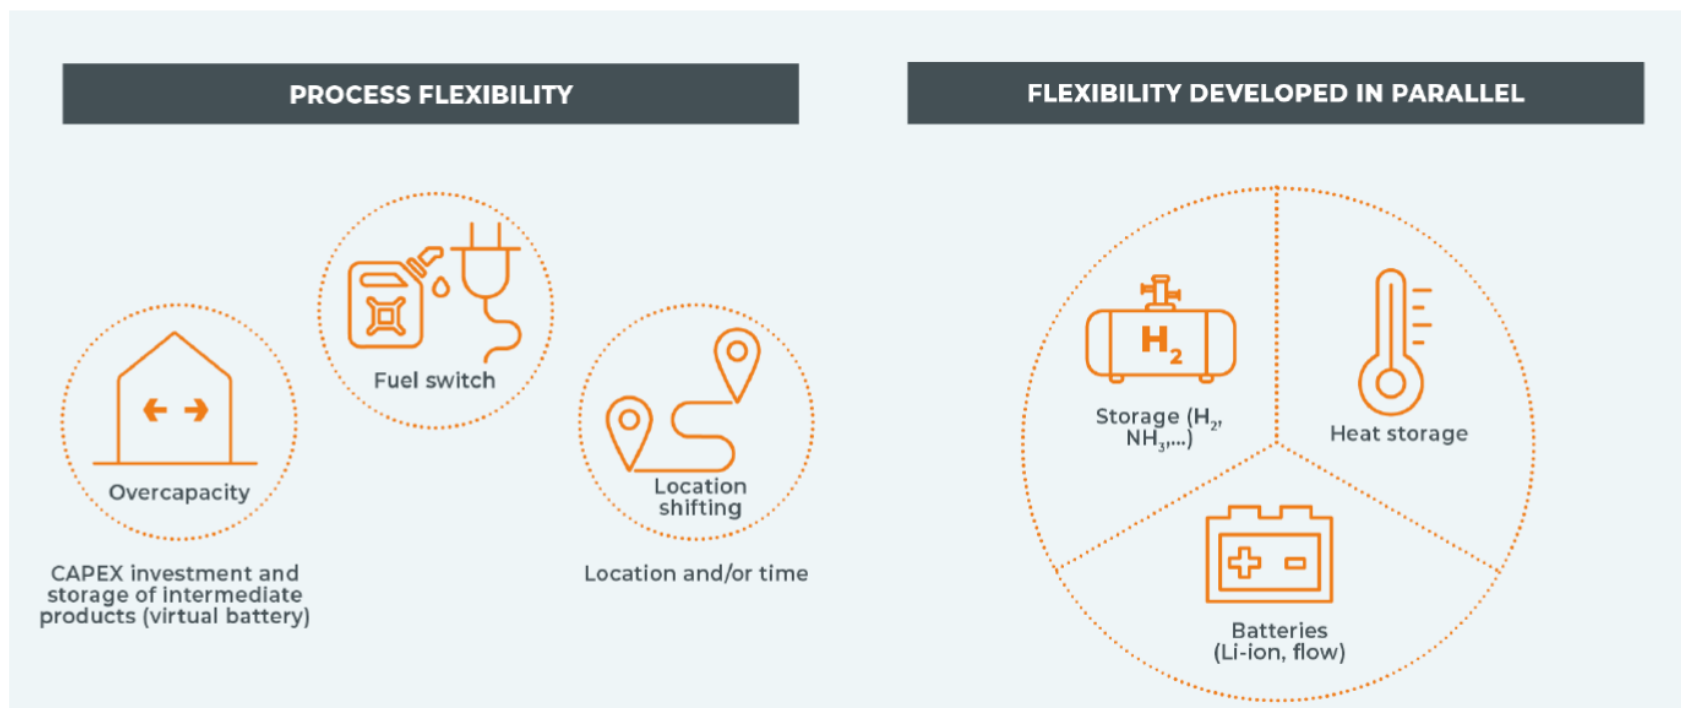 PROCESS FLEXIBILITY
Fuel switch
Overcapacity
Location
shifting
CAPEX investment and
storage of intermediate
products (virtual battery)
Location and/or time
FLEXIBILITY DEVELOPED IN PARALLEL
H₂
Storage (H₂,
NH₃,...)
Heat storage
Batteries
(Li-ion, flow)